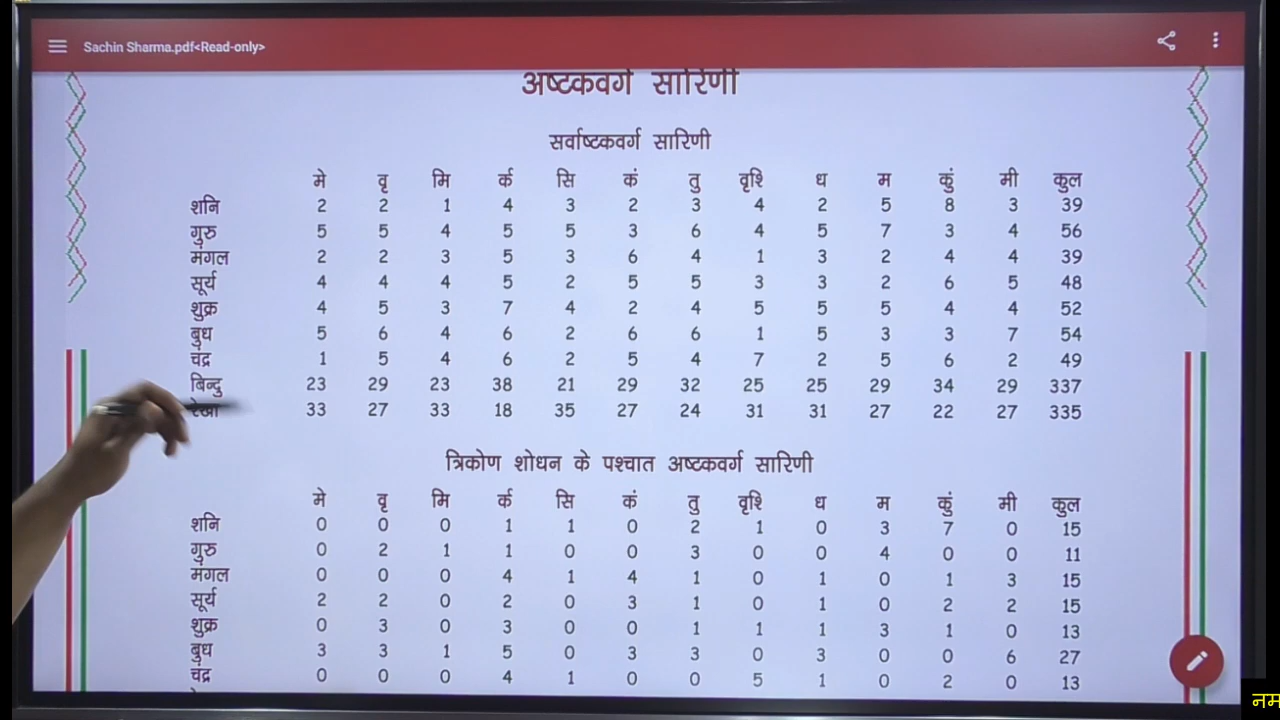 Sachin Sharma.pdf<Read-only>
अष्टकवर्ग सारिणी
सर्वाष्टकवर्ग सारिणी
मे वृ मि र्क सि कं तु वृश्चि ध म कुं मी कुल
शनि 2 2 1 4 3 2 3 4 2 5 8 3 39
गुरु 5 5 4 5 5 3 6 4 5 7 3 4 56
मंगल 2 2 3 5 3 6 4 1 3 2 4 4 39
सूर्य 4 4 4 5 2 5 5 3 3 2 6 5 48
शुक्र 4 5 3 7 4 2 4 5 5 5 4 4 52
बुध 5 6 4 6 2 6 6 1 5 3 3 7 54
चंद्र 1 5 4 6 2 5 4 7 2 5 6 2 49
बिन्दु 23 29 23 38 21 29 32 25 25 29 34 29 337
रेखा 33 27 33 18 35 27 24 31 31 27 22 27 335
त्रिकोण शोधन के पश्चात अष्टकवर्ग सारिणी
मे वृ मि र्क सि कं तु वृश्चि ध म कुं मी कुल
शनि 0 0 0 1 1 0 2 1 0 3 7 0 15
गुरु 0 2 1 1 0 0 3 0 0 4 0 0 11
मंगल 0 0 0 4 1 4 1 0 1 0 1 3 15
सूर्य 2 2 0 2 0 3 1 0 1 0 2 2 15
शुक्र 0 3 0 3 0 0 1 1 1 3 1 0 13
बुध 3 3 1 5 0 3 3 0 3 0 0 6 27
चंद्र 0 0 0 4 1 0 0 5 1 0 2 0 13